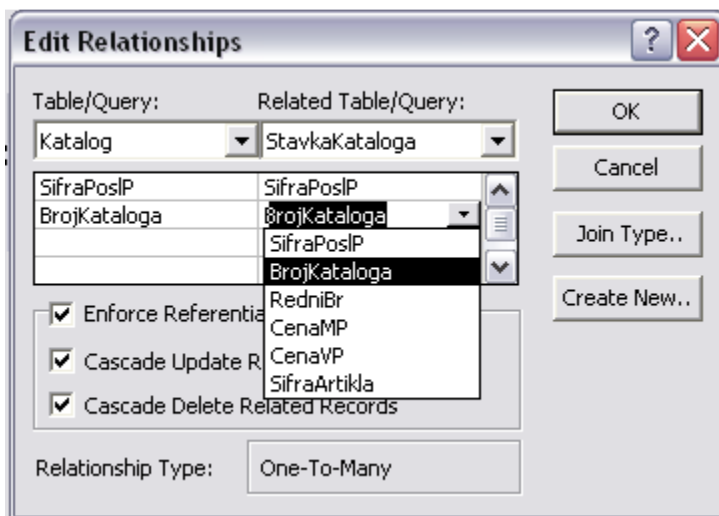 Edit Relationships
Table/Query: Related Table/Query:
OK
Katalog StavkaKataloga
Cancel
SifraPoslP SifraPoslP
BrojKataloga BrojKataloga
Join Type..
SifraPoslP
BrojKataloga
Create New..
RedniBr
Enforce Referentia
CenaMP
Cascade Update R
CenaVP
SifraArtikla
Cascade Delete Related Records
Relationship Type: One-To-Many